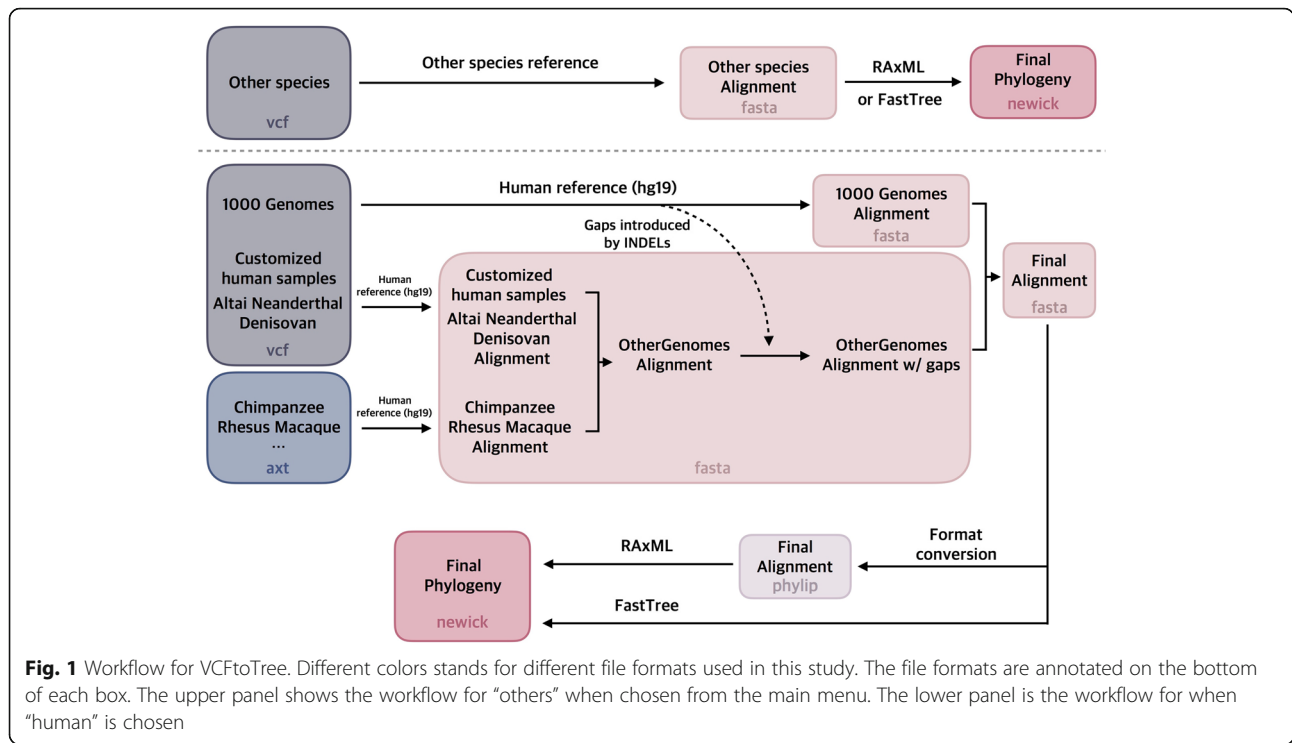 Other species
vcf
Other species reference
Other species
Alignment
fasta
RAxML
or FastTree
Final
Phylogeny
newick
1000 Genomes
Customized
human samples
Altai Neanderthal
Denisovan
vcf
Human reference (hg19)
1000 Genomes
Alignment
fasta
Gaps introduced
by INDELs
Human
reference (hg19)
Customized
human samples
Altai Neanderthal
Denisovan
Alignment
OtherGenomes
Alignment
OtherGenomes
Alignment w/ gaps
Final
Alignment
fasta
Chimpanzee
Rhesus Macaque
...
axt
Human
reference (hg19)
Chimpanzee
Rhesus Macaque
Alignment
fasta
Format
conversion
Final
Alignment
phylip
RAxML
FastTree
Final
Phylogeny
newick
Fig. 1 Workflow for VCFtoTree. Different colors stands for different file formats used in this study. The file formats are annotated on the bottom
of each box. The upper panel shows the workflow for “others” when chosen from the main menu. The lower panel is the workflow for when
“human” is chosen